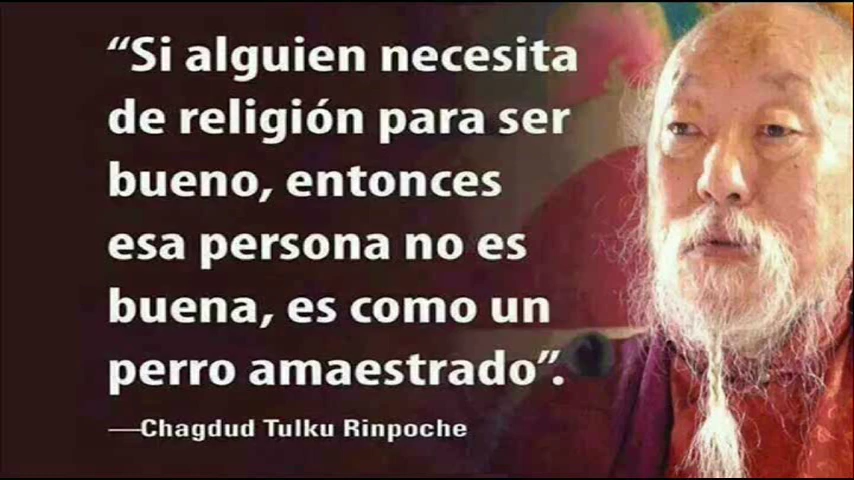 “Si alguien necesita
de religión para ser
bueno, entonces
esa persona no es
buena, es como un
perro amaestrado”.
—Chagdud Tulku Rinpoche